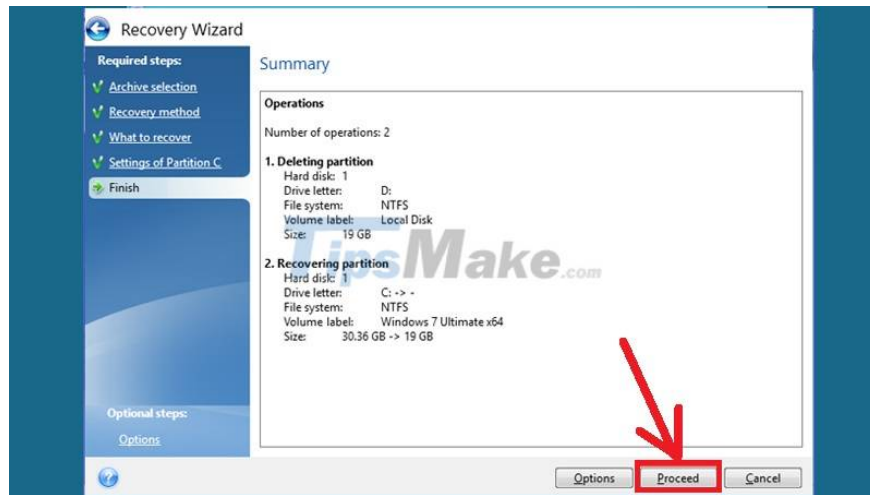 Recovery Wizard
Required steps:
Archive selection
Recovery method
What to recover
Settings of Partition C
Finish
Optional steps:
Options
Summary
Operations
Number of operations: 2
1. Deleting partition
Hard disk: 1
Drive letter: D:
File system: NTFS
Volume label: Local Disk
Size: 19 GB
2. Recovering partition
Hard disk: 1
Drive letter: C: -> -
File system: NTFS
Volume label: Windows 7 Ultimate x64
Size: 30.36 GB -> 19 GB
TipsMake.com
Options Proceed Cancel